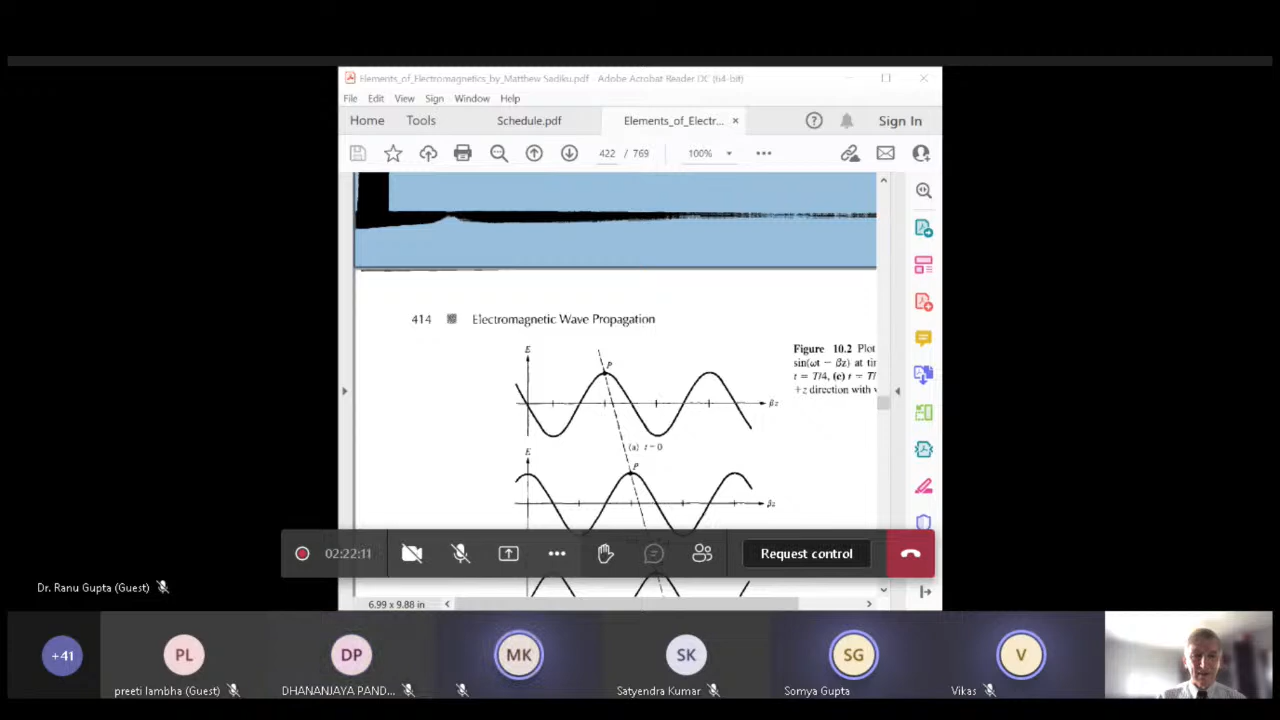 Elements_of_Electromagnetics_by_Matthew Sadiku.pdf - Adobe Acrobat Reader DC (64-bit)
File Edit View Sign Window Help
Home Tools Schedule.pdf Elements_of_Electr... × ? Sign In
422 / 769 100%
414 Electromagnetic Wave Propagation
Figure 10.2 Plot
sin(ωt − βz) at tir
t = T/4, (c) t = T/
+z direction with
E
P
βz
(a) t = 0
E
P
βz
02:22:11 Request control
Dr. Ranu Gupta (Guest)
6.99 x 9.88 in
+41 PL DP MK SK SG V
preeti lambha (Guest) DHANANJAYA PAND... Satyendra Kumar Somya Gupta Vikas